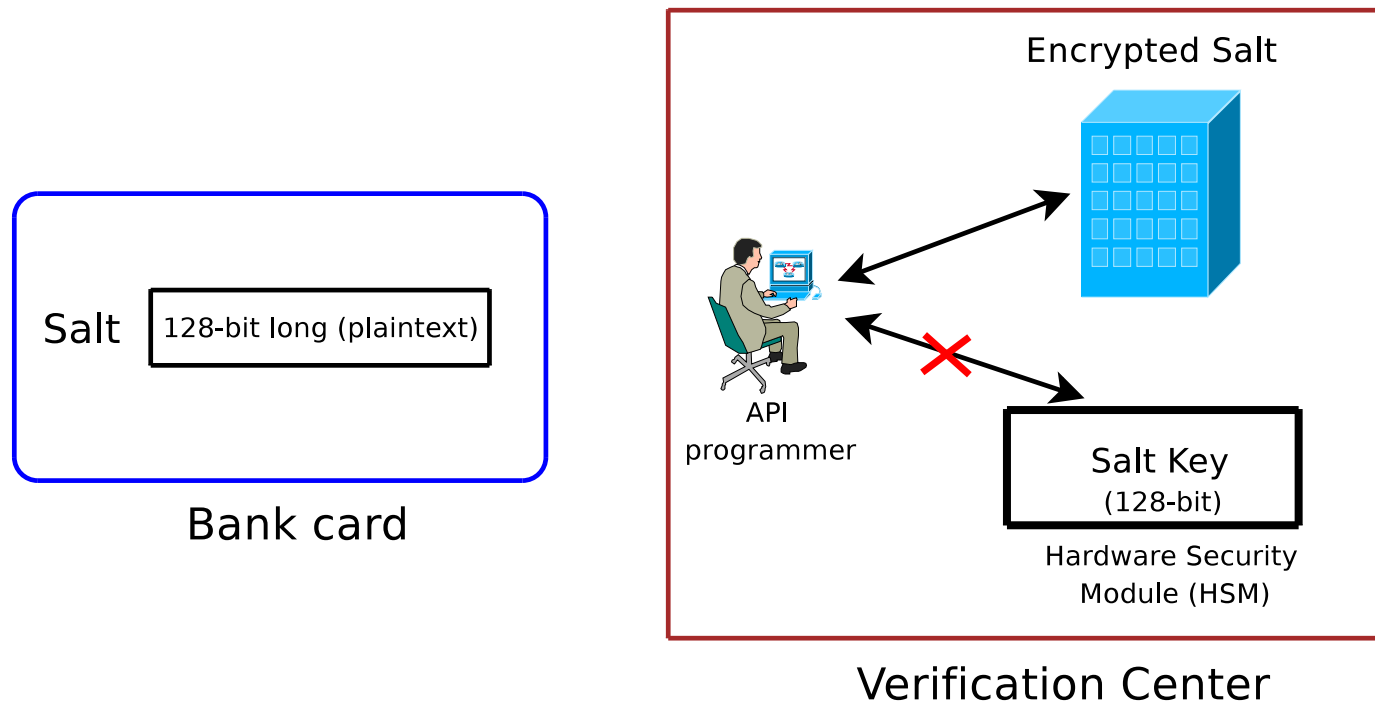 Salt
128-bit long (plaintext)
Bank card
Encrypted Salt
API
programmer
Salt Key
(128-bit)
Hardware Security
Module (HSM)
Verification Center